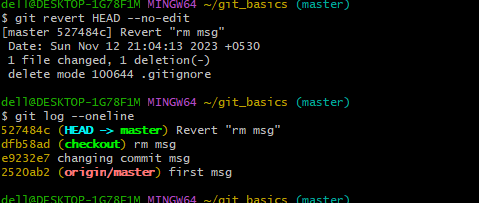 dell@DESKTOP-1G78F1M MINGW64 ~/git_basics (master)
$ git revert HEAD --no-edit
[master 527484c] Revert "rm msg"
Date: Sun Nov 12 21:04:13 2023 +0530
1 file changed, 1 deletion(-)
delete mode 100644 .gitignore
dell@DESKTOP-1G78F1M MINGW64 ~/git_basics (master)
$ git log --oneline
527484c (HEAD -> master) Revert "rm msg"
dfb58ad (checkout) rm msg
e9232e7 changing commit msg
2520ab2 (origin/master) first msg
dell@DESKTOP-1G78F1M MINGW64 ~/git_basics (master)